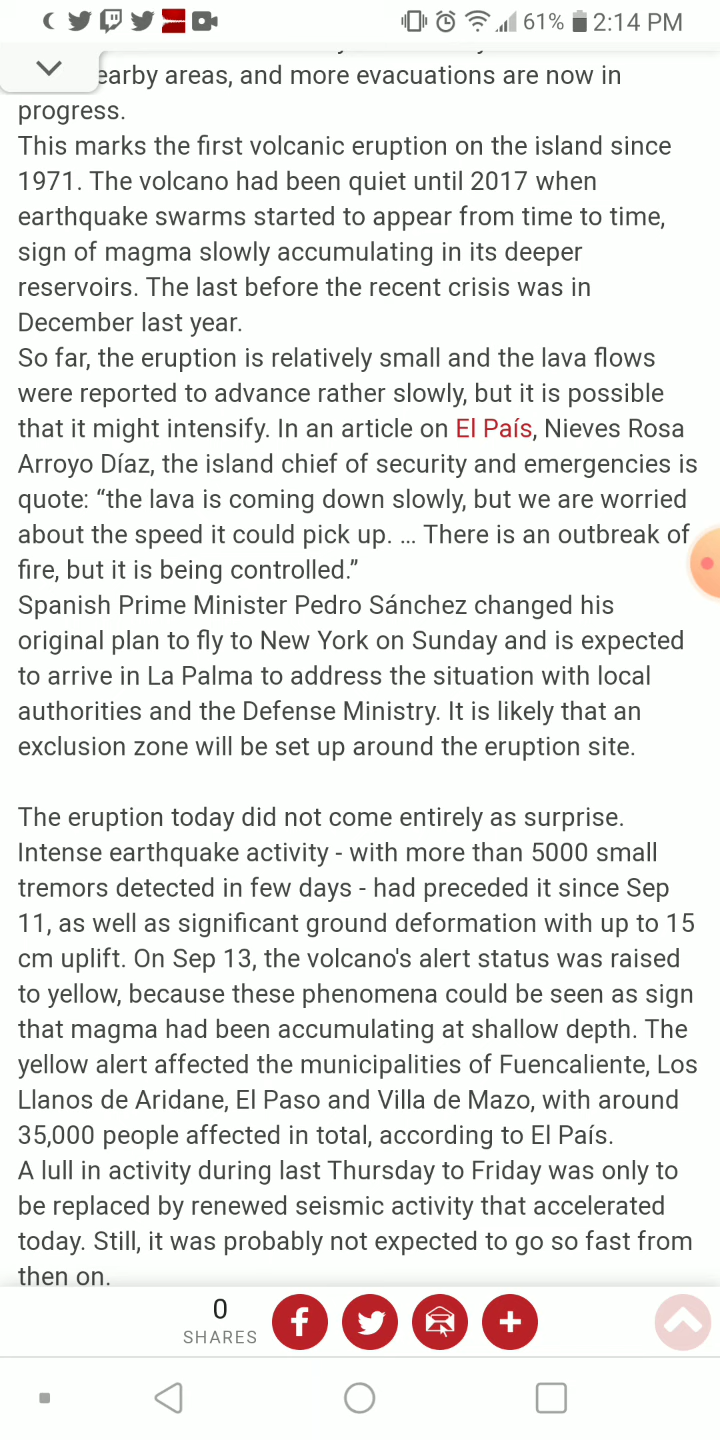 61% 2:14 PM
earby areas, and more evacuations are now in
progress.
This marks the first volcanic eruption on the island since
1971. The volcano had been quiet until 2017 when
earthquake swarms started to appear from time to time,
sign of magma slowly accumulating in its deeper
reservoirs. The last before the recent crisis was in
December last year.
So far, the eruption is relatively small and the lava flows
were reported to advance rather slowly, but it is possible
that it might intensify. In an article on El País, Nieves Rosa
Arroyo Díaz, the island chief of security and emergencies is
quote: “the lava is coming down slowly, but we are worried
about the speed it could pick up. … There is an outbreak of
fire, but it is being controlled.”
Spanish Prime Minister Pedro Sánchez changed his
original plan to fly to New York on Sunday and is expected
to arrive in La Palma to address the situation with local
authorities and the Defense Ministry. It is likely that an
exclusion zone will be set up around the eruption site.
The eruption today did not come entirely as surprise.
Intense earthquake activity - with more than 5000 small
tremors detected in few days - had preceded it since Sep
11, as well as significant ground deformation with up to 15
cm uplift. On Sep 13, the volcano's alert status was raised
to yellow, because these phenomena could be seen as sign
that magma had been accumulating at shallow depth. The
yellow alert affected the municipalities of Fuencaliente, Los
Llanos de Aridane, El Paso and Villa de Mazo, with around
35,000 people affected in total, according to El País.
A lull in activity during last Thursday to Friday was only to
be replaced by renewed seismic activity that accelerated
today. Still, it was probably not expected to go so fast from
then on.
0
SHARES